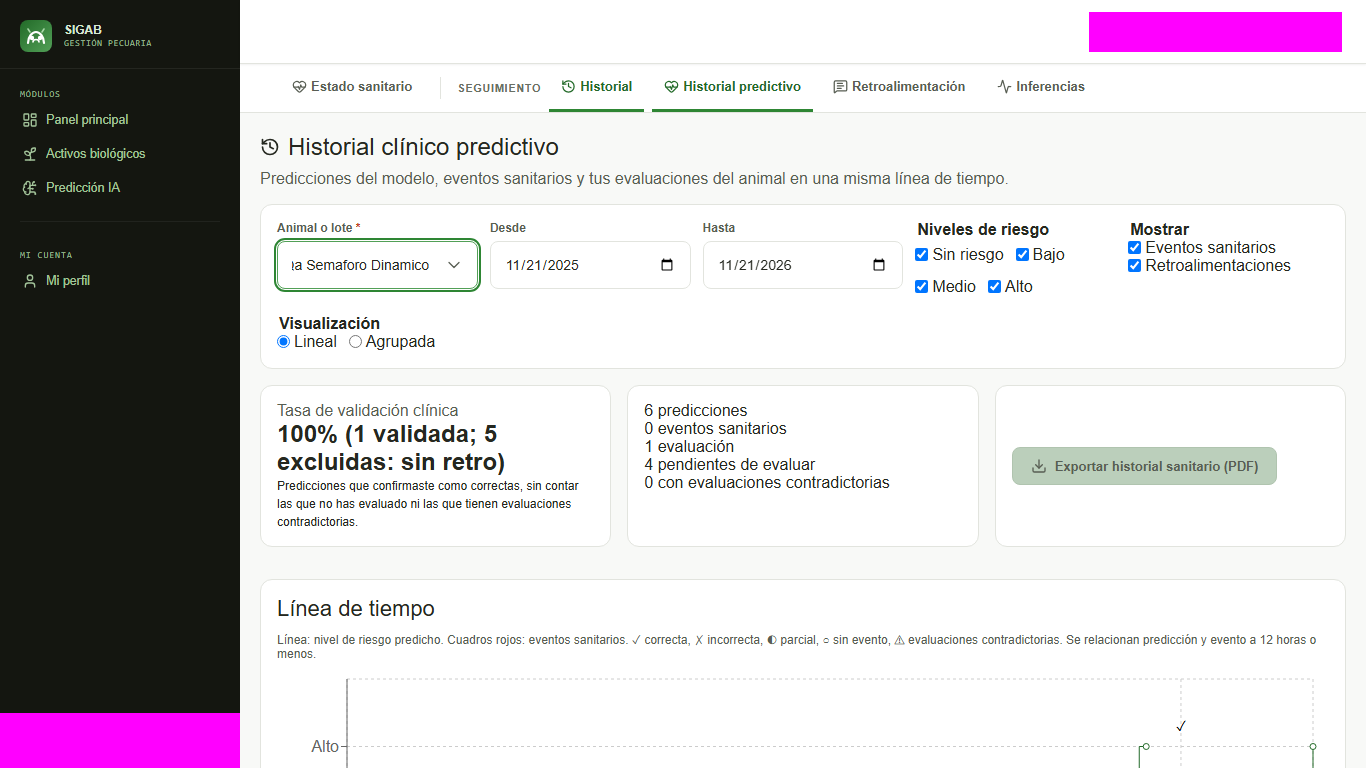 SIGAB
GESTIÓN PECUARIA
MÓDULOS
Panel principal
Activos biológicos
Predicción IA
MI CUENTA
Mi perfil
Estado sanitario
SEGUIMIENTO
Historial
Historial predictivo
Retroalimentación
Inferencias
Historial clínico predictivo
Predicciones del modelo, eventos sanitarios y tus evaluaciones del animal en una misma línea de tiempo.
Animal o lote *
Semaforo Dinamico
Desde
11/21/2025
Hasta
11/21/2026
Niveles de riesgo
Sin riesgo Bajo
Medio Alto
Mostrar
Eventos sanitarios
Retroalimentaciones
Visualización
Lineal Agrupada
Tasa de validación clínica
100% (1 validada; 5
excluidas: sin retro)
Predicciones que confirmaste como correctas, sin contar
las que no has evaluado ni las que tienen evaluaciones
contradictorias.
6 predicciones
0 eventos sanitarios
1 evaluación
4 pendientes de evaluar
0 con evaluaciones contradictorias
Exportar historial sanitario (PDF)
Línea de tiempo
Línea: nivel de riesgo predicho. Cuadros rojos: eventos sanitarios. ✓ correcta, ✗ incorrecta, ◐ parcial, ○ sin evento, ⚠ evaluaciones contradictorias. Se relacionan predicción y evento a 12 horas o
menos.
✓
Alto